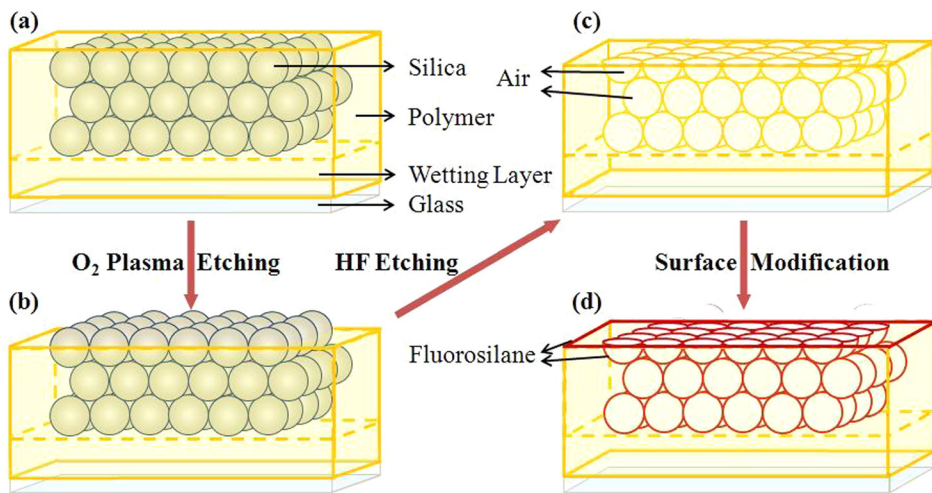 (a)
Silica
Polymer
Wetting Layer
Glass
(c)
Air
O2 Plasma Etching
HF Etching
Surface Modification
(b)
(d)
Fluorosilane